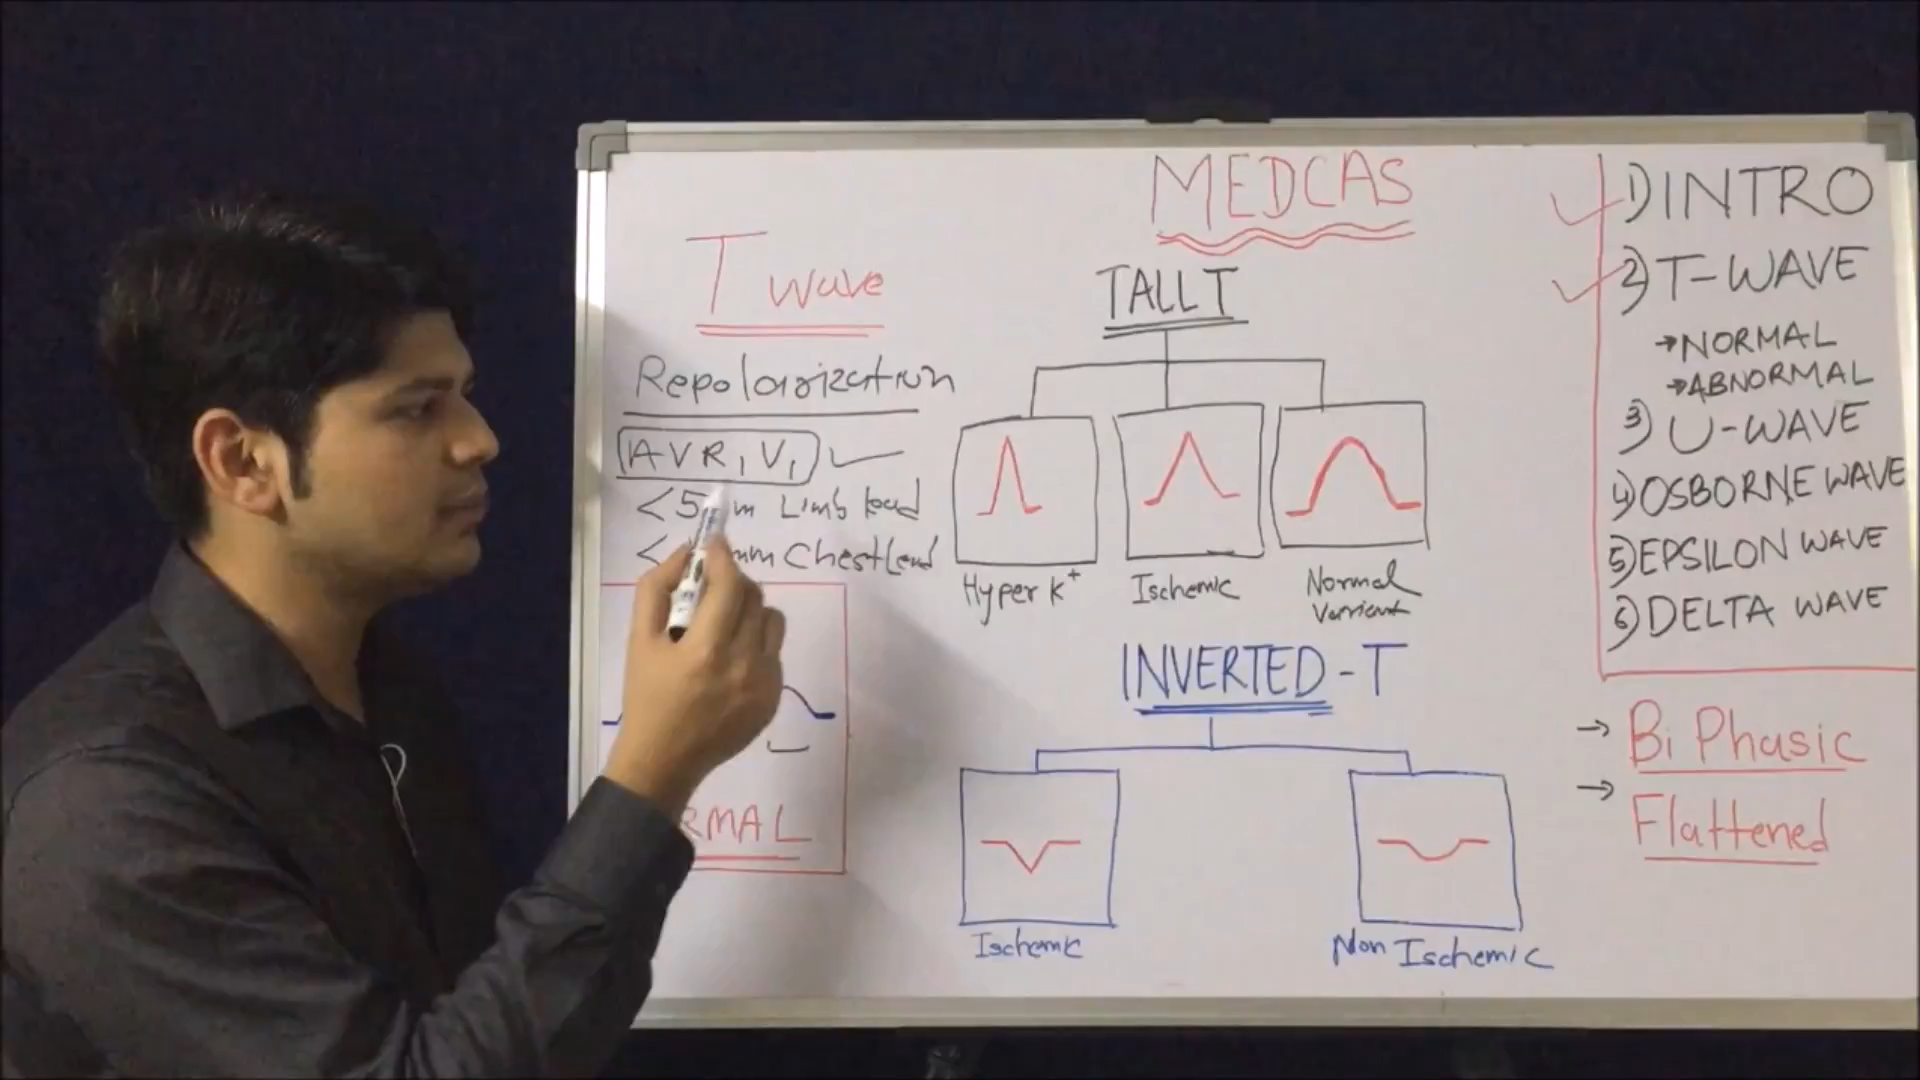 MEDCAS
T wave
Repolarization
AVR, V1
<5 m Limb lead
< mm Chest Lead
RMAL
TALL T
Hyper K+
Ischemic
Normal
Varrient
INVERTED-T
Ischemic
Non Ischemic
1) INTRO
2) T-WAVE
→NORMAL
→ABNORMAL
3) U-WAVE
4) OSBORNE WAVE
5) EPSILON WAVE
6) DELTA WAVE
→ Bi Phasic
→ Flattened